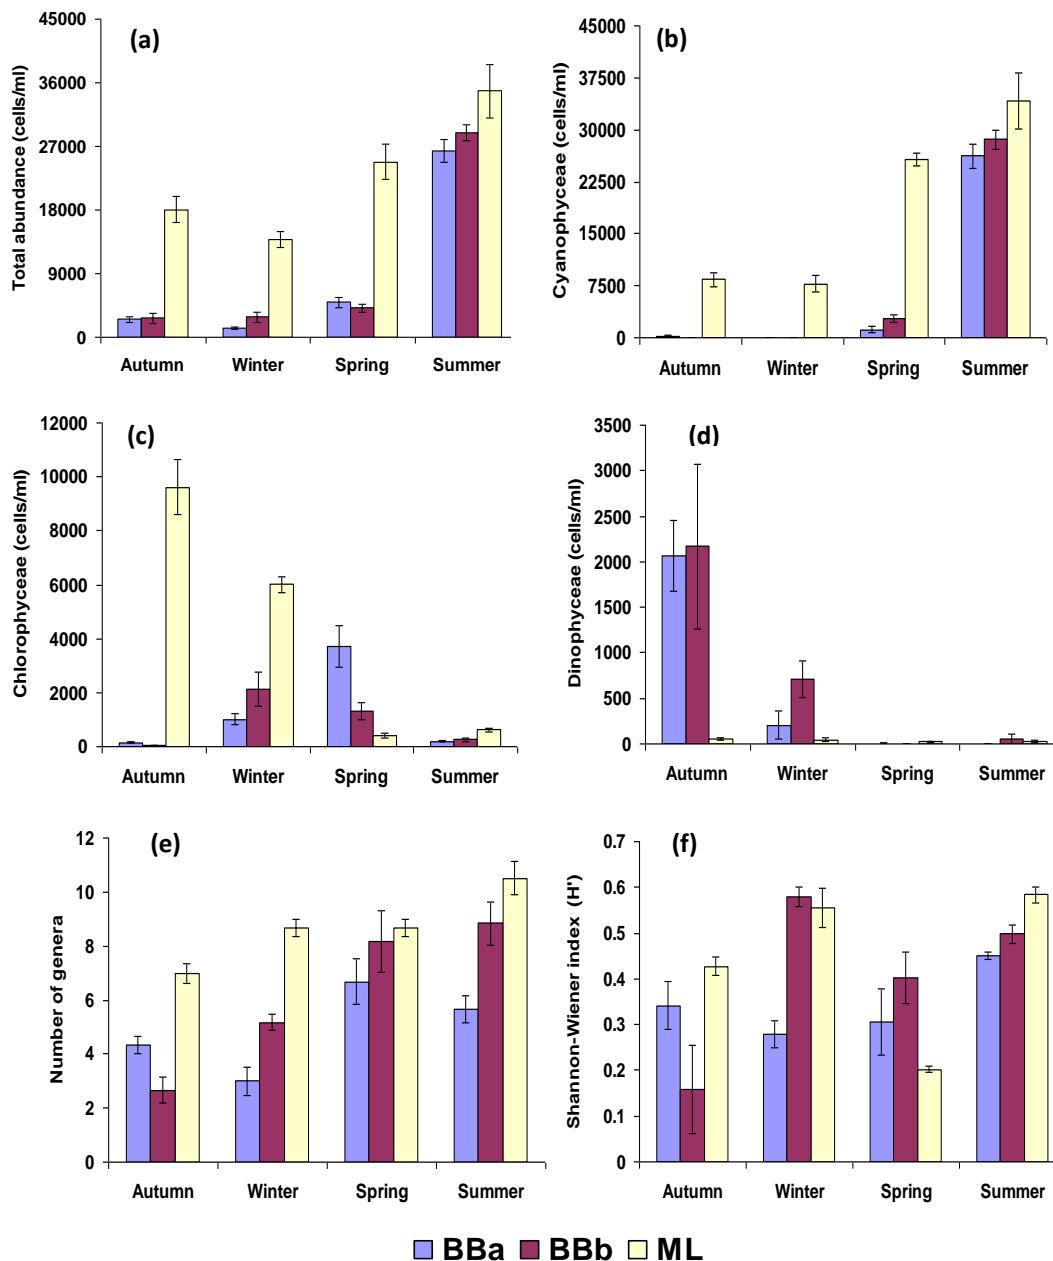 (a)
Total abundance (cells/ml)
45000
36000
27000
18000
9000
0
Autumn Winter Spring Summer
(b)
Cyanophyceae (cells/ml)
45000
37500
30000
22500
15000
7500
0
Autumn Winter Spring Summer
(c)
Chlorophyceae (cells/ml)
12000
10000
8000
6000
4000
2000
0
Autumn Winter Spring Summer
(d)
Dinophyceae (cells/ml)
3500
3000
2500
2000
1500
1000
500
0
Autumn Winter Spring Summer
(e)
Number of genera
12
10
8
6
4
2
0
Autumn Winter Spring Summer
(f)
Shannon-Wiener index (H')
0.7
0.6
0.5
0.4
0.3
0.2
0.1
0
Autumn Winter Spring Summer
BBa BBb ML